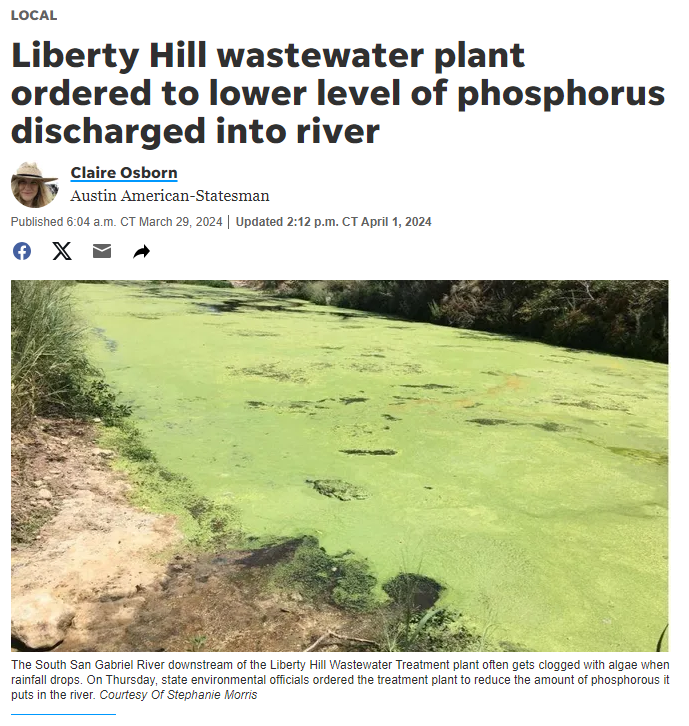 LOCAL
Liberty Hill wastewater plant
ordered to lower level of phosphorus
discharged into river
Claire Osborn
Austin American-Statesman
Published 6:04 a.m. CT March 29, 2024 | Updated 2:12 p.m. CT April 1, 2024
The South San Gabriel River downstream of the Liberty Hill Wastewater Treatment plant often gets clogged with algae when
rainfall drops. On Thursday, state environmental officials ordered the treatment plant to reduce the amount of phosphorous it
puts in the river. Courtesy Of Stephanie Morris